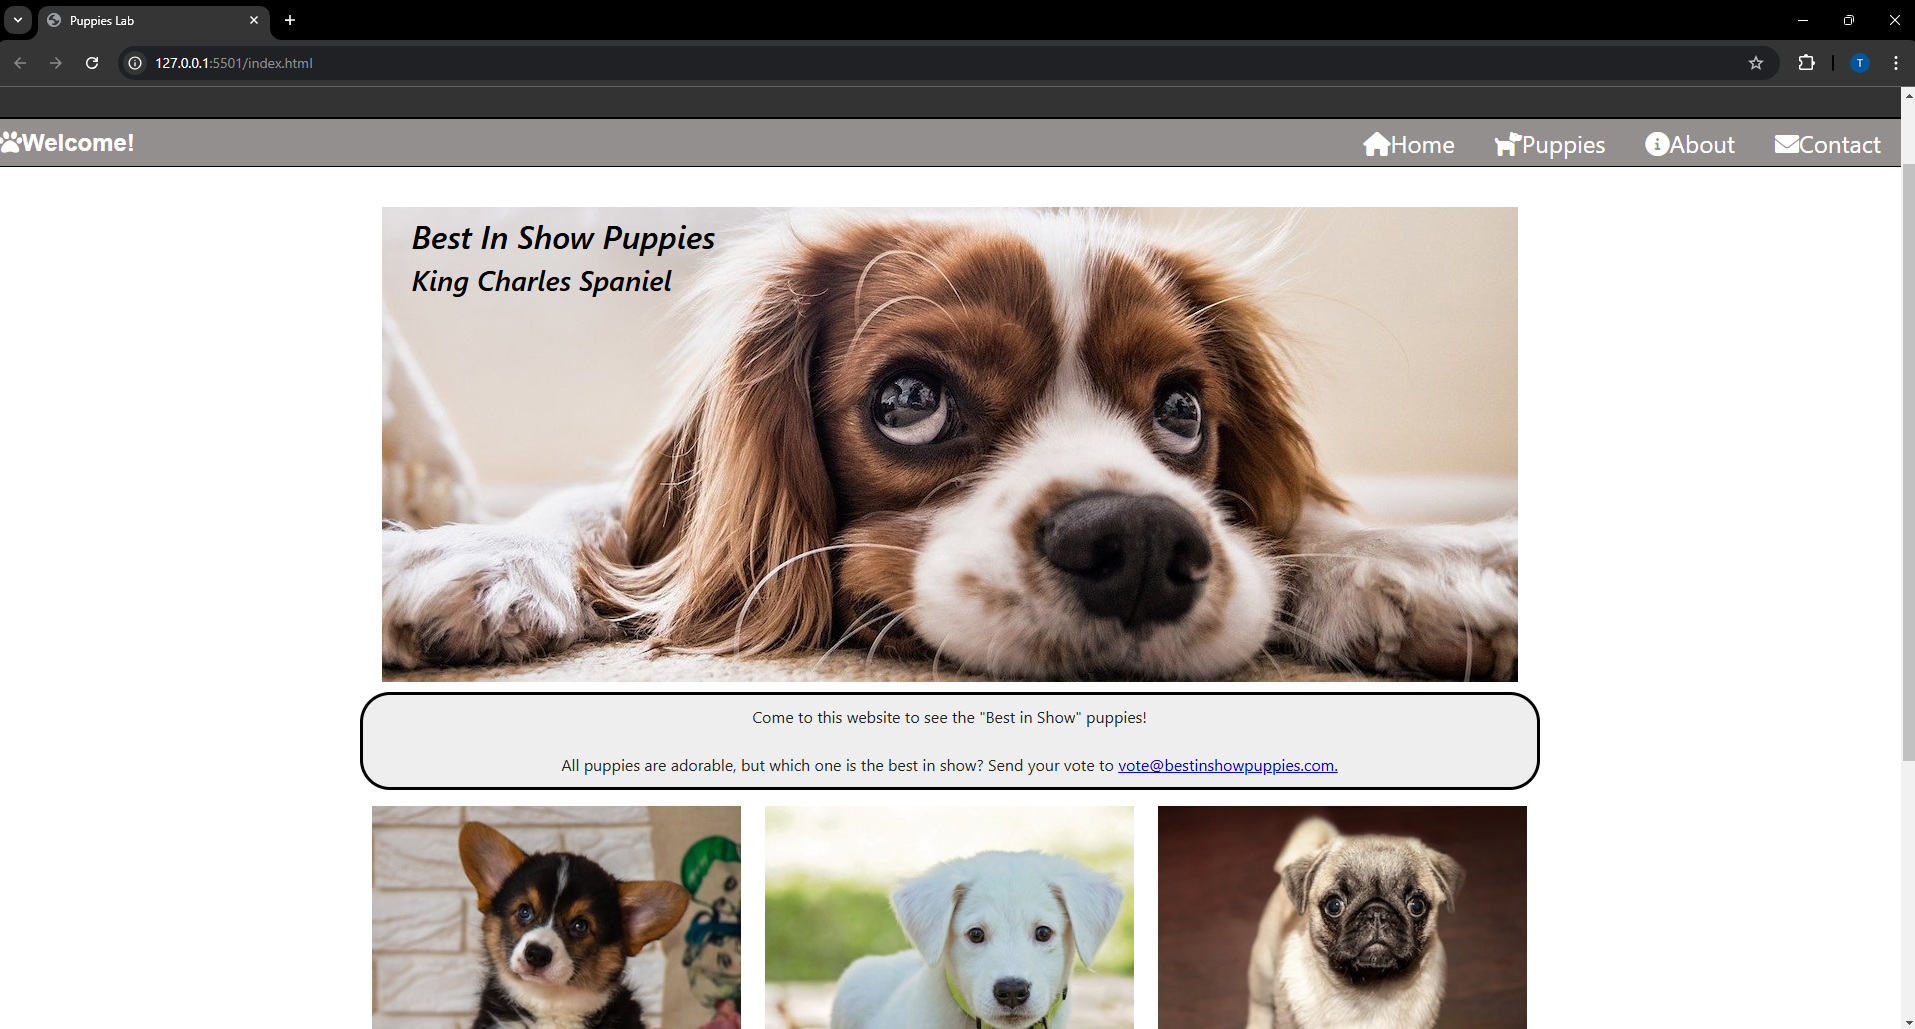 Puppies Lab
127.0.0.1:5501/index.html
T
Welcome!
Home Puppies About Contact
Best In Show Puppies
King Charles Spaniel
Come to this website to see the "Best in Show" puppies!
All puppies are adorable, but which one is the best in show? Send your vote to vote@bestinshowpuppies.com.